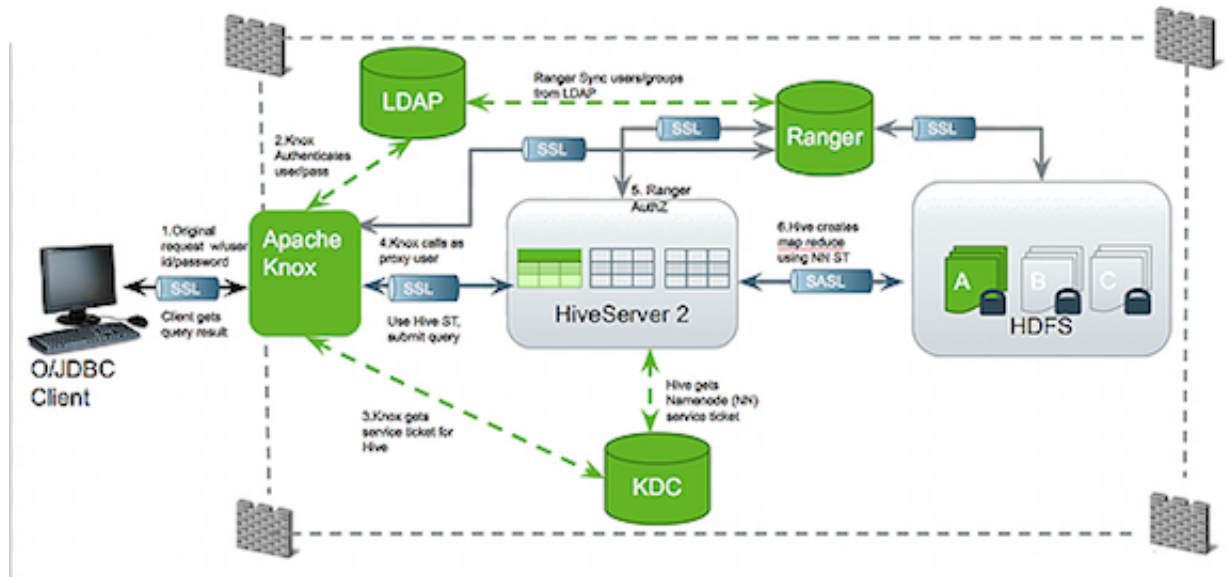 LDAP
Ranger Sync users/groups
from LDAP
SSL
Ranger
SSL
2.Knox
Authenticates
user/pass
SSL
5. Ranger
AuthZ
1.Original
request w/user
id/password
Apache
Knox
4.Knox calls as
proxy user
6.Hive creates
map reduce
using NN ST
A
B
C
SSL
SSL
SASL
HiveServer 2
HDFS
Client gets
query result
Use Hive ST,
submit query
O/JDBC
Client
3.Knox gets
service ticket for
Hive
Hive gets
Namenode (NN)
service ticket
KDC